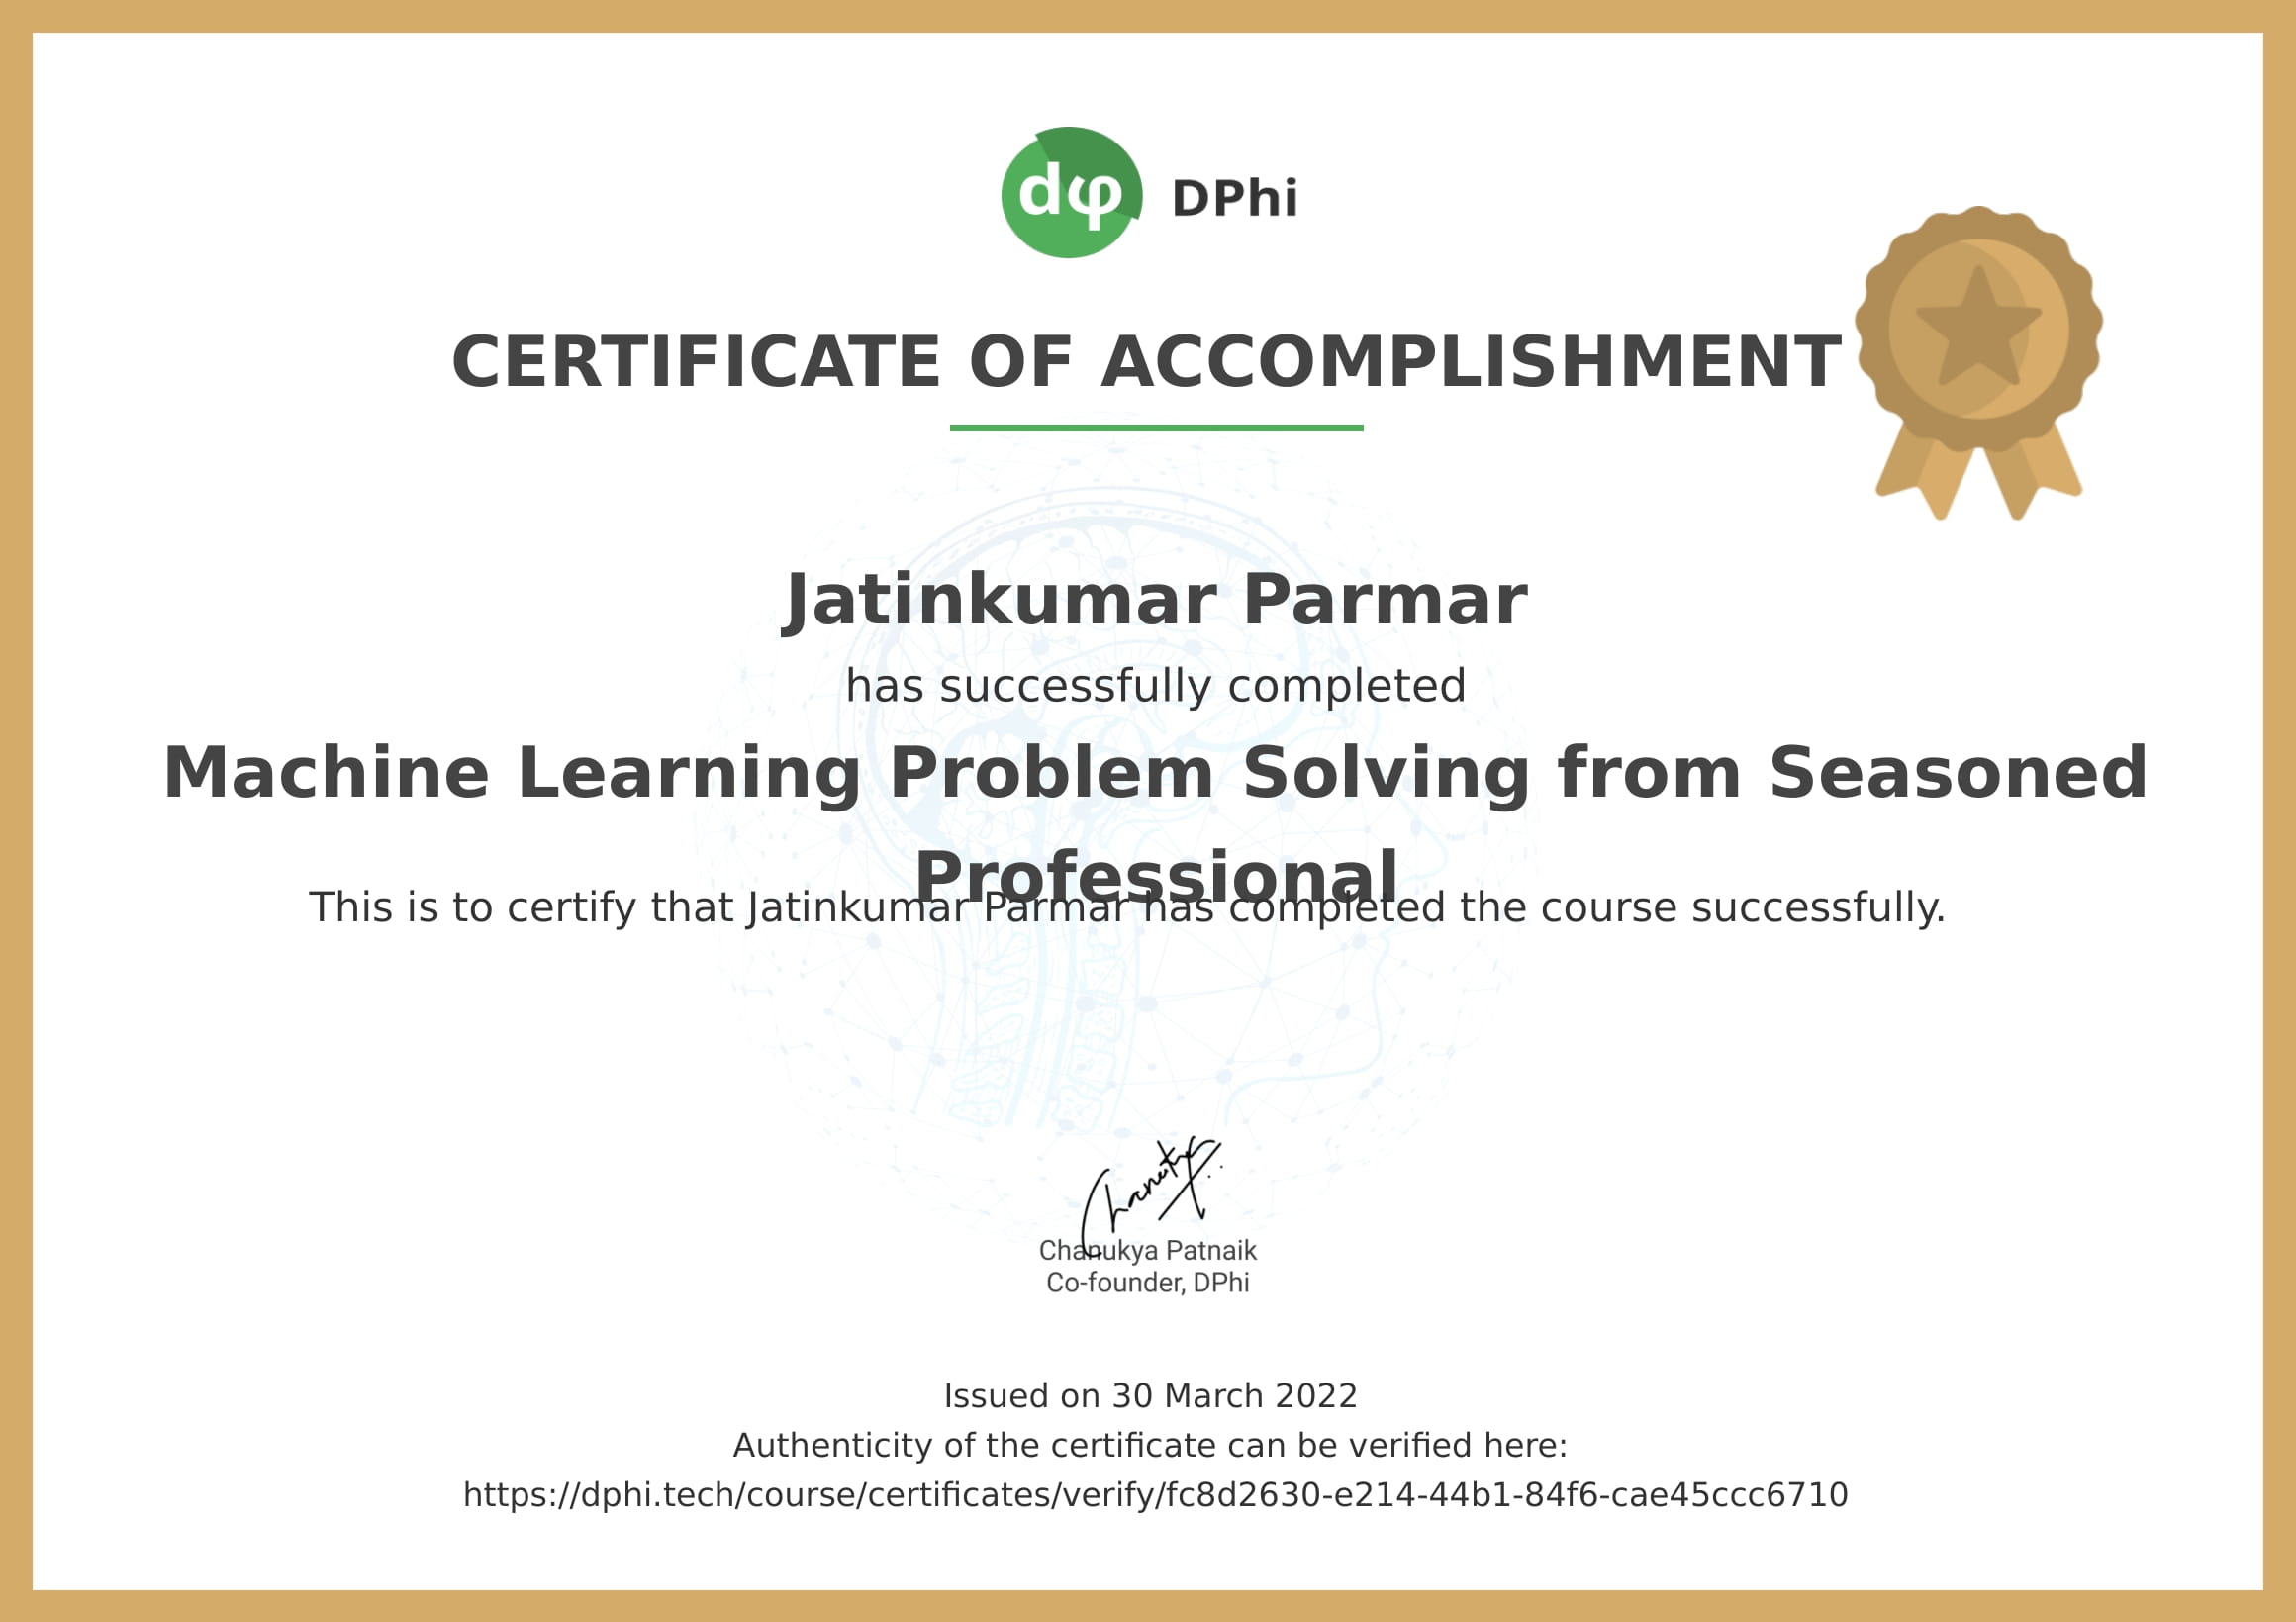 dφ DPhi
CERTIFICATE OF ACCOMPLISHMENT
Jatinkumar Parmar
has successfully completed
Machine Learning Problem Solving from Seasoned
Professional
This is to certify that Jatinkumar Parmar has completed the course successfully.
Chanukya Patnaik
Co-founder, DPhi
Issued on 30 March 2022
Authenticity of the certificate can be verified here:
https://dphi.tech/course/certificates/verify/fc8d2630-e214-44b1-84f6-cae45ccc6710